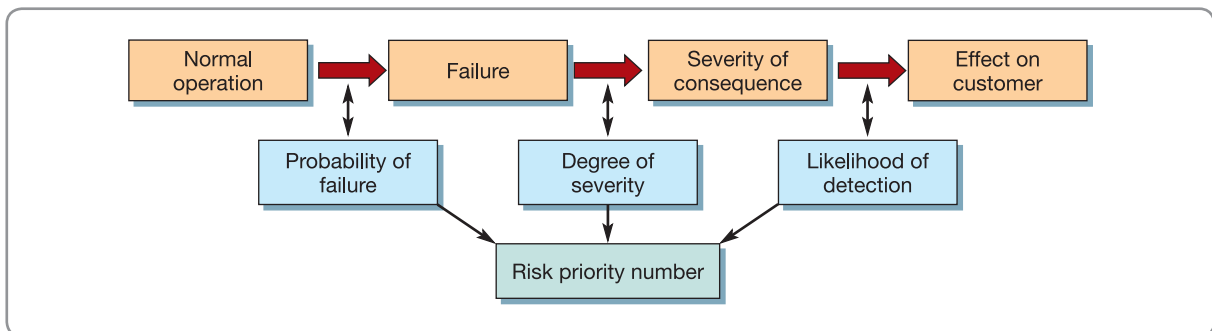 Normal
operation
Failure
Severity of
consequence
Effect on
customer
Probability of
failure
Degree of
severity
Likelihood of
detection
Risk priority number